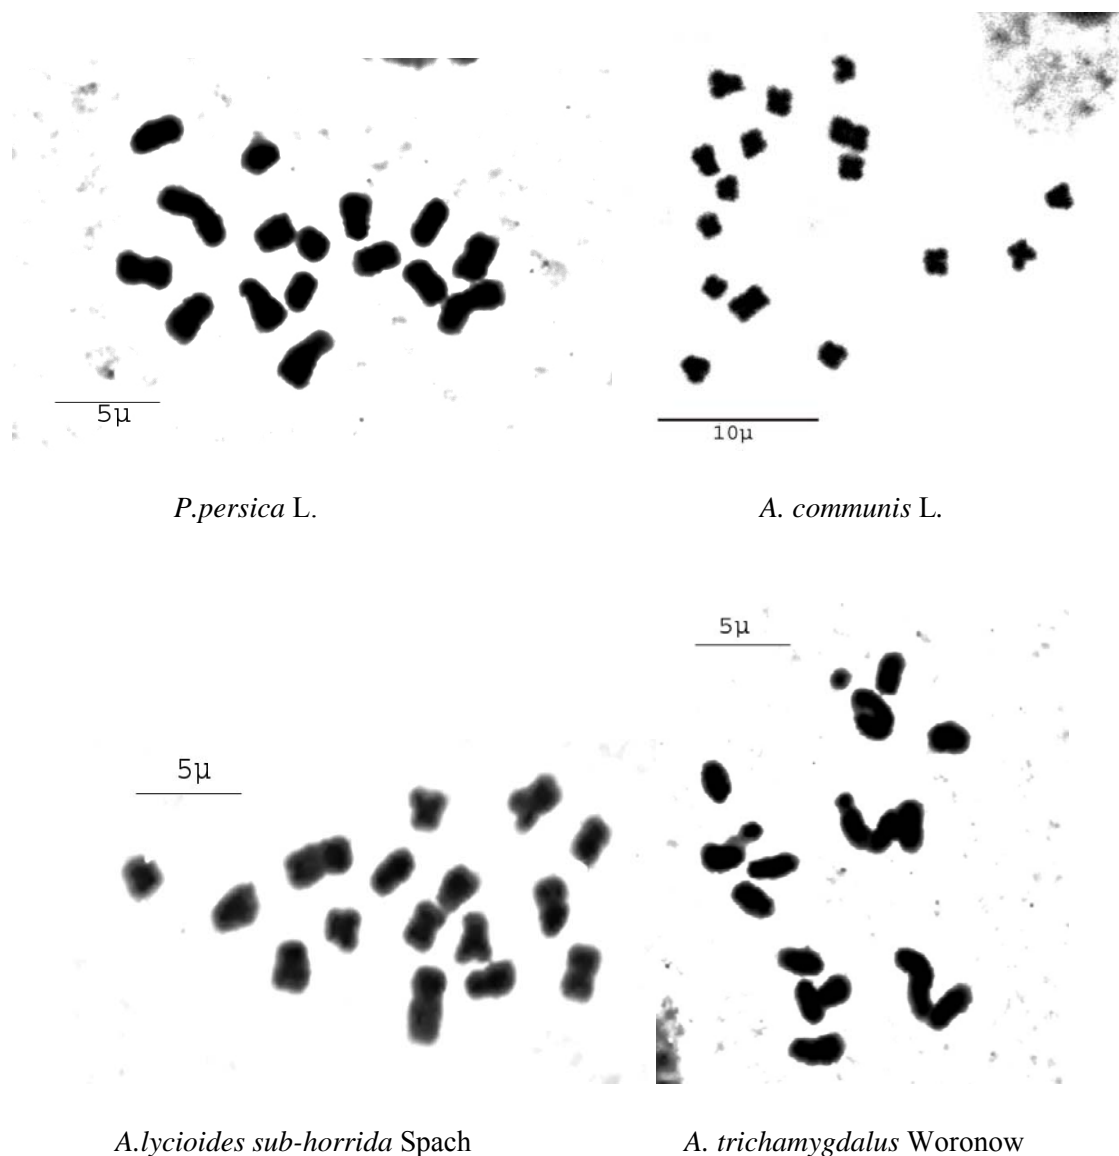 5μ
10μ
P.persica L.
A. communis L.
5μ
5μ
A.lycioides sub-horrida Spach
A. trichamygdalus Woronow